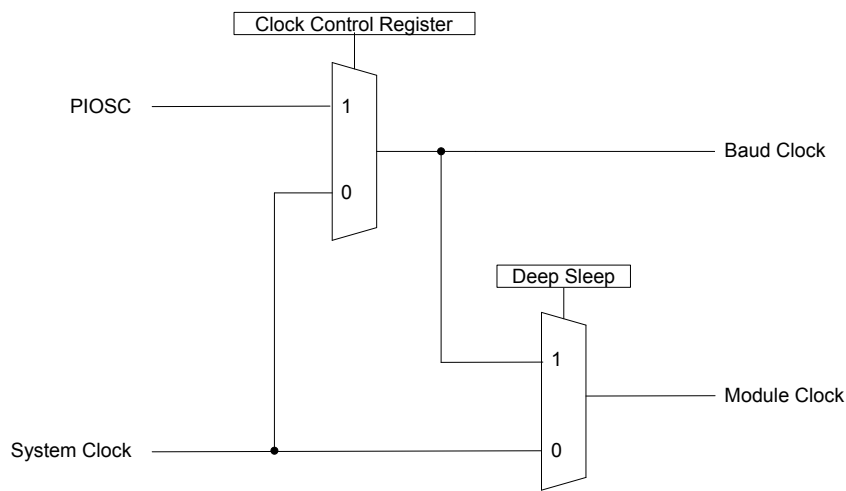 Clock Control Register
PIOSC
1
Baud Clock
0
Deep Sleep
1
Module Clock
System Clock
0